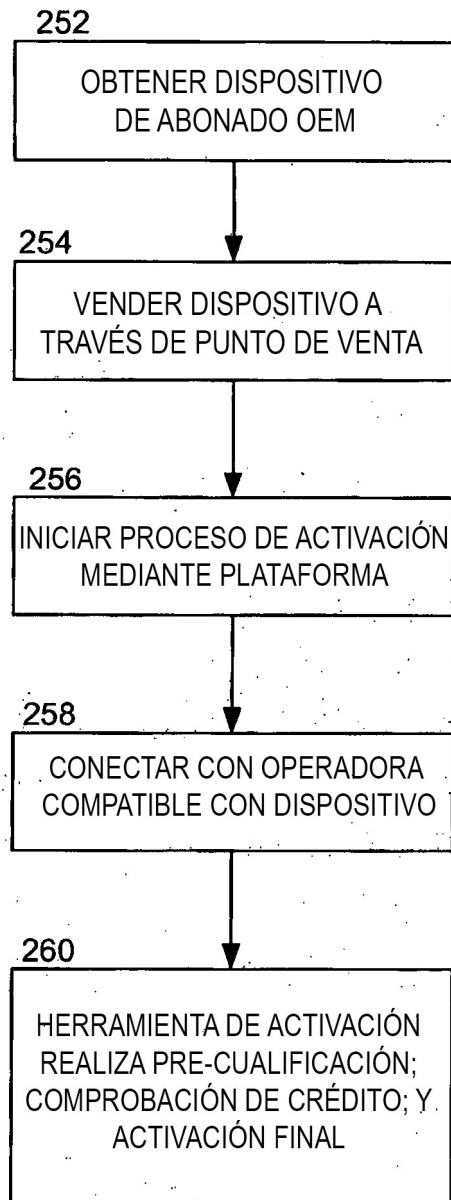 252
OBTENER DISPOSITIVO
DE ABONADO OEM
254
VENDER DISPOSITIVO A
TRAVÉS DE PUNTO DE VENTA
256
INICIAR PROCESO DE ACTIVACIÓN
MEDIANTE PLATAFORMA
258
CONECTAR CON OPERADORA
COMPATIBLE CON DISPOSITIVO
260
HERRAMIENTA DE ACTIVACIÓN
REALIZA PRE-CUALIFICACIÓN;
COMPROBACIÓN DE CRÉDITO; Y
ACTIVACIÓN FINAL